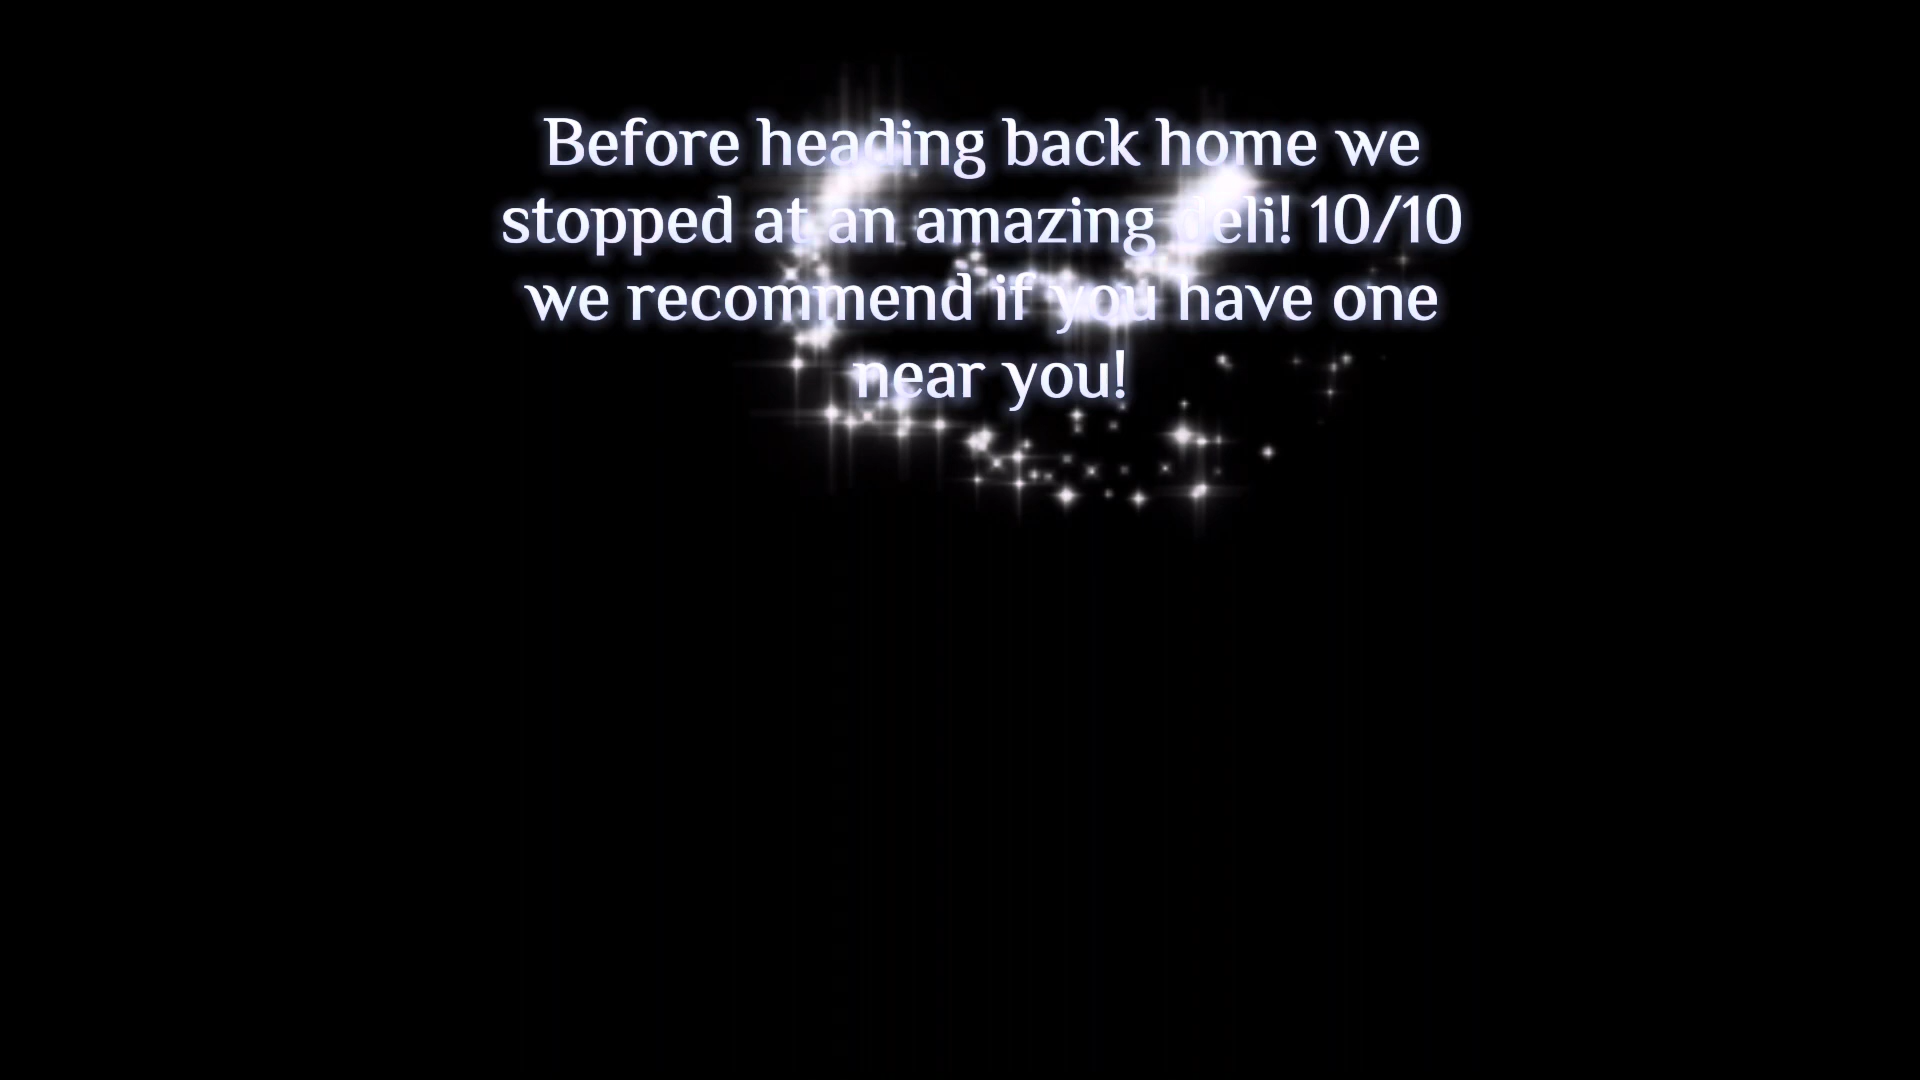 Before heading back home we
stopped at an amazing deli! 10/10
we recommend if you have one
near you!